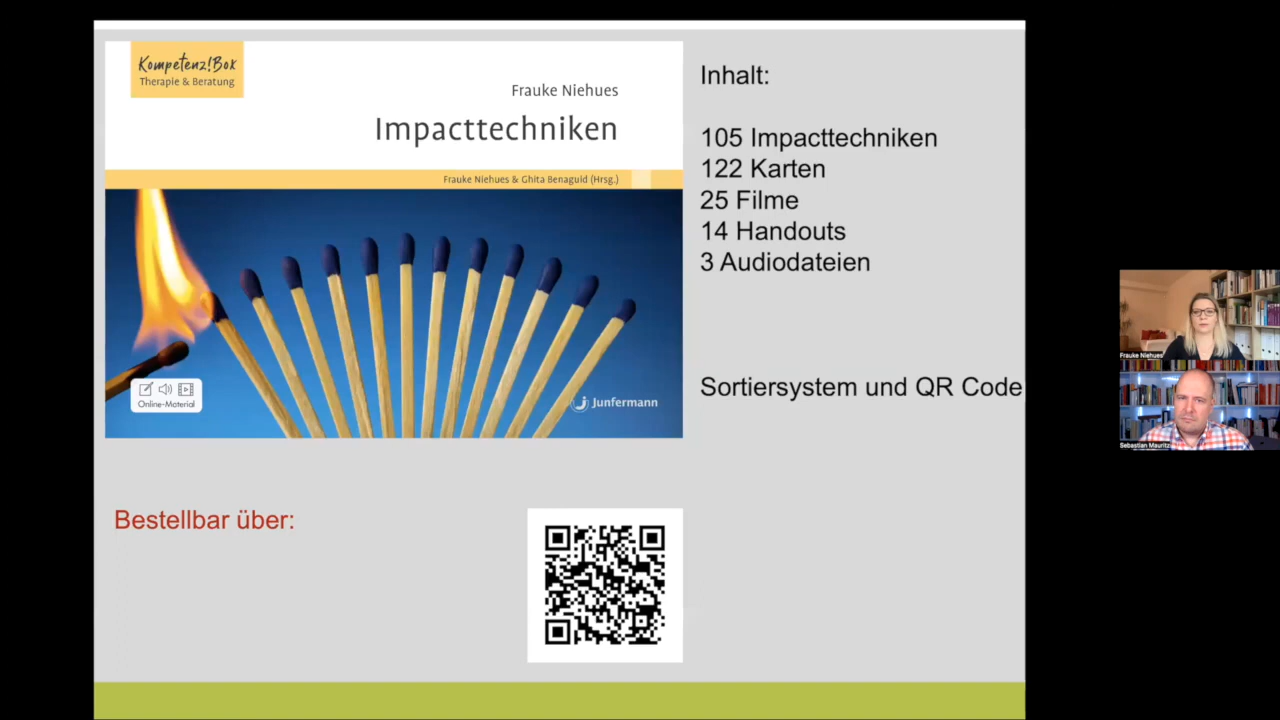 Kompetenz!Box
Therapie & Beratung
Frauke Niehues
Impacttechniken
Frauke Niehues & Ghita Benaguid (Hrsg.)
Online-Material
Junfermann
Inhalt:
105 Impacttechniken
122 Karten
25 Filme
14 Handouts
3 Audiodateien
Sortiersystem und QR Code
Bestellbar über:
Frauke Niehues
Sebastian Mauritz